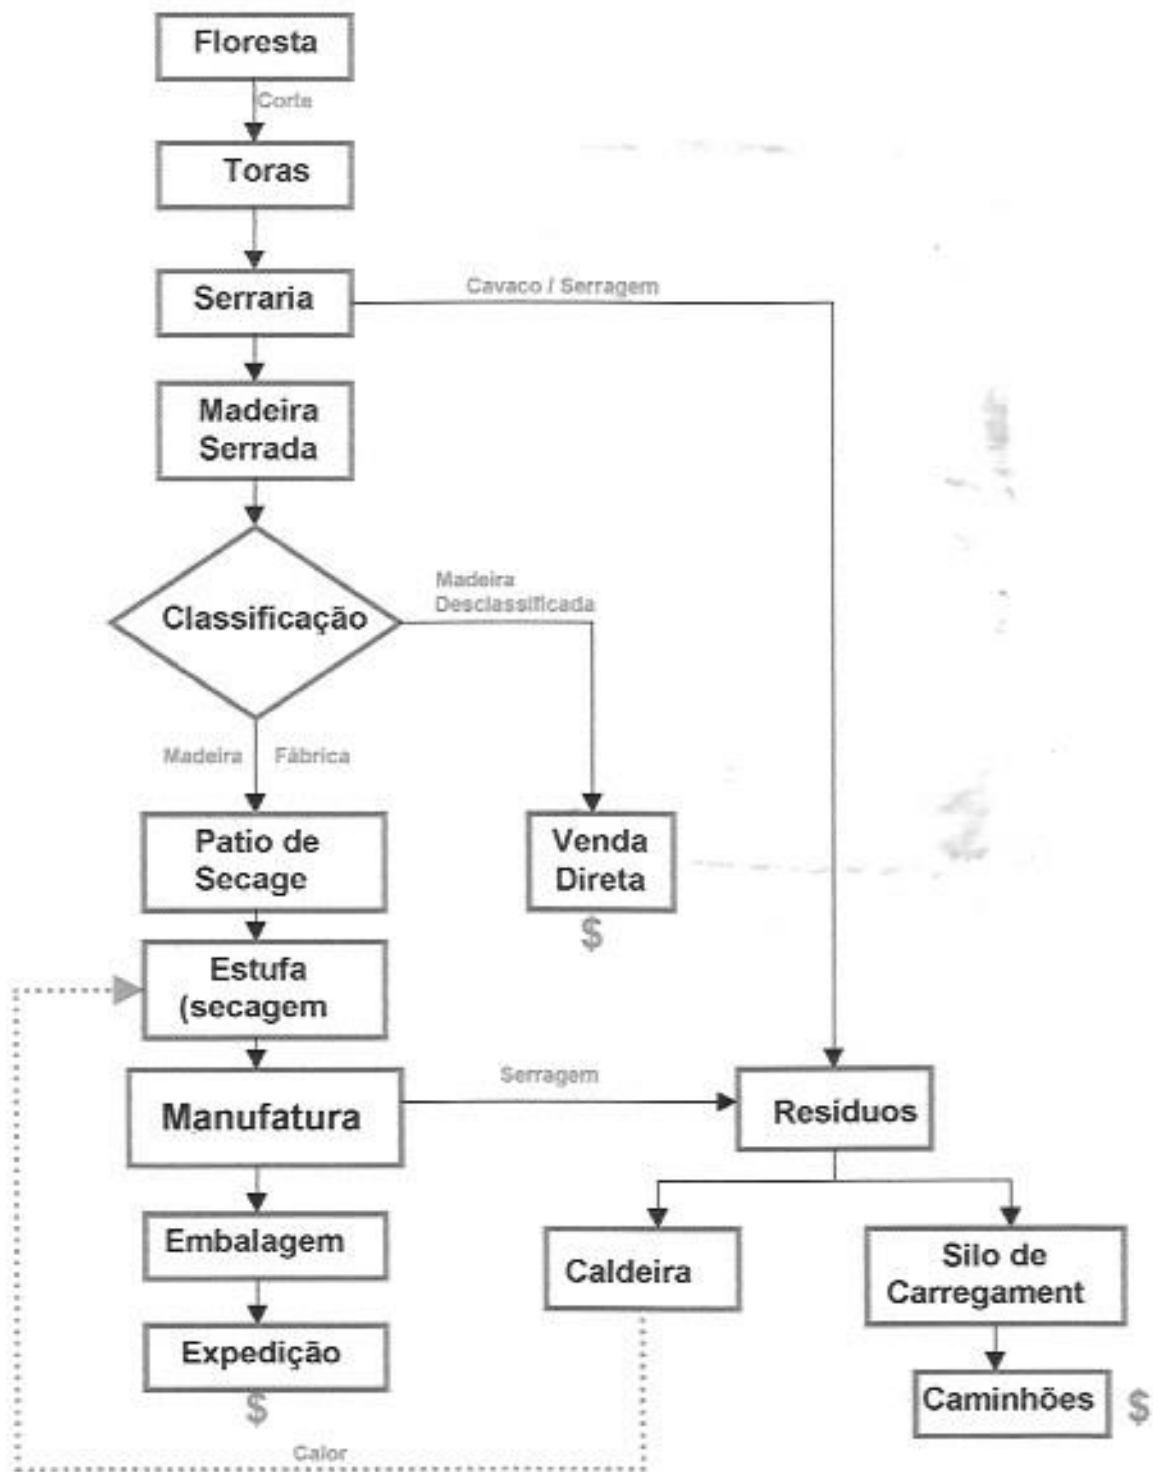 Floresta
Corte
Toras
Serraria
Cavaco / Serragem
Madeira
Serrada
Classificação
Madeira
Desclassificada
Madeira Fábrica
Patio de
Secage
Venda
Direta
$
Estufa
(secagem
Manufatura
Serragem
Resíduos
Embalagem
Caldeira
Silo de
Carregament
Expedição
$
Caminhões $
Calor